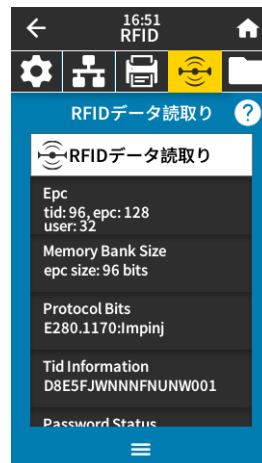 16:51
RFID
RFIDデータ読取り
?
RFIDデータ読取り
Epc
tid: 96, epc: 128
user: 32
Memory Bank Size
epc size: 96 bits
Protocol Bits
E280.1170:Impinj
Tid Information
D8E5FJWNNNFNUNW001
Password Status